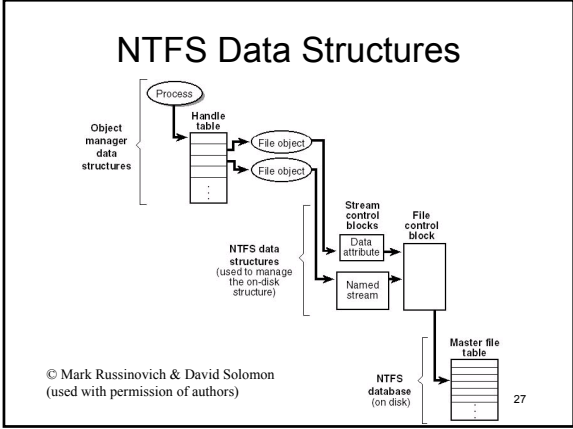 NTFS Data Structures
Process
Handle
table
Object
manager
data
structures
File object
File object
Stream
control
blocks
File
control
block
Data
attribute
NTFS data
structures
(used to manage
the on-disk
structure)
Named
stream
Master file
table
NTFS
database
(on disk)
© Mark Russinovich & David Solomon
(used with permission of authors)
27